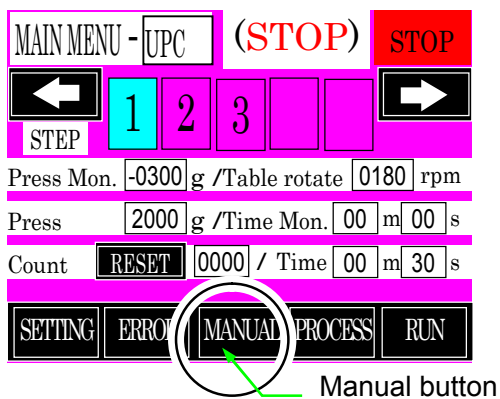 MAIN MENU - UPC (STOP) STOP
1 2 3
STEP
Press Mon. -0300 g /Table rotate 0180 rpm
Press 2000 g /Time Mon. 00 m 00 s
Count RESET 0000 / Time 00 m 30 s
SETTING ERROR MANUAL PROCESS RUN
Manual button